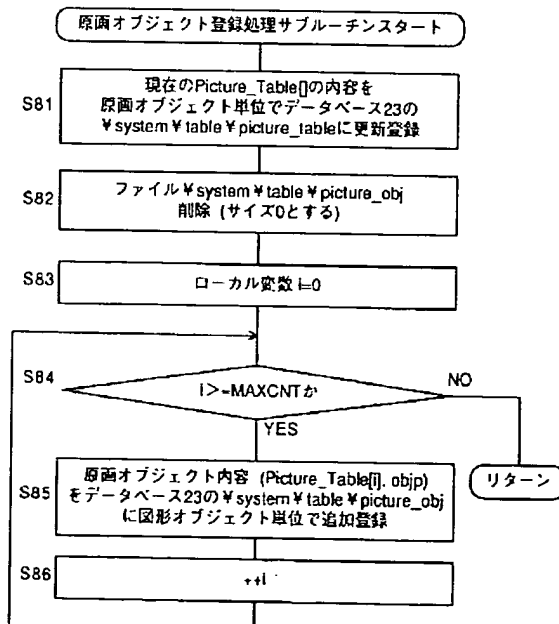 原画オブジェクト登録処理サブルーチンスタート
S81
現在のPicture_Table[]の内容を
原画オブジェクト単位でデータベース23の
¥system¥table¥picture_tableに更新登録
S82
ファイル¥system¥table¥picture_obj
削除 (サイズ0とする)
S83
ローカル変数 i=0
S84
i>=MAXCNTか
NO
YES
リターン
S85
原画オブジェクト内容 (Picture_Table[i]. objp)
をデータベース23の¥system¥table¥picture_obj
に図形オブジェクト単位で追加登録
S86
++i